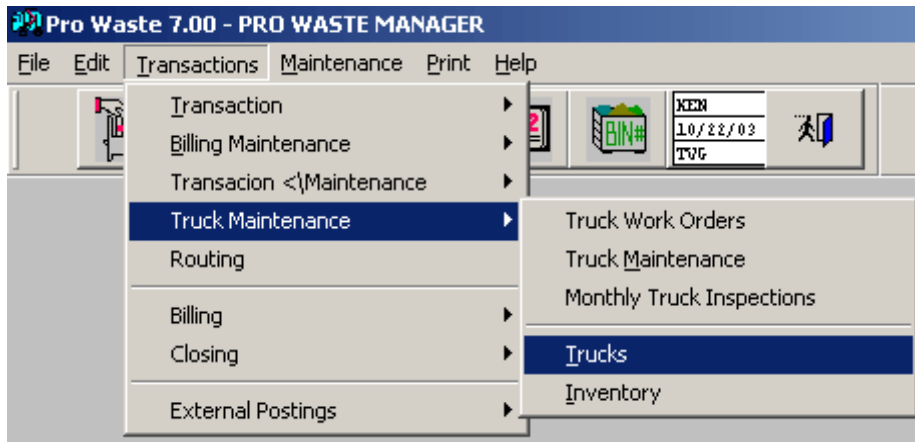 Pro Waste 7.00 - PRO WASTE MANAGER
File Edit Transactions Maintenance Print Help
2 BIN# KEN
10/22/03
TVG
Transaction
Billing Maintenance
Transacion <\Maintenance
Truck Maintenance
Routing
Billing
Closing
External Postings
Truck Work Orders
Truck Maintenance
Monthly Truck Inspections
Trucks
Inventory